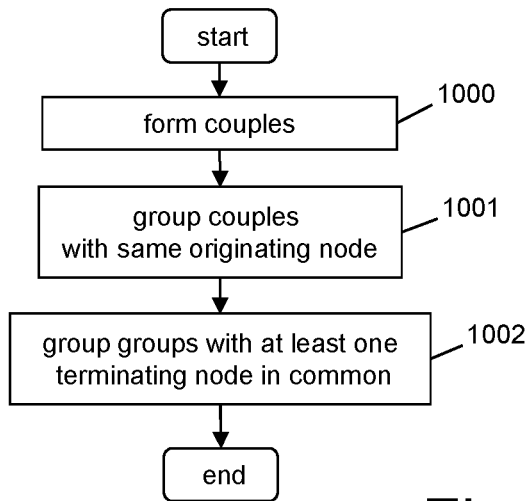 start
form couples
1000
group couples
with same originating node
1001
group groups with at least one
terminating node in common
1002
end